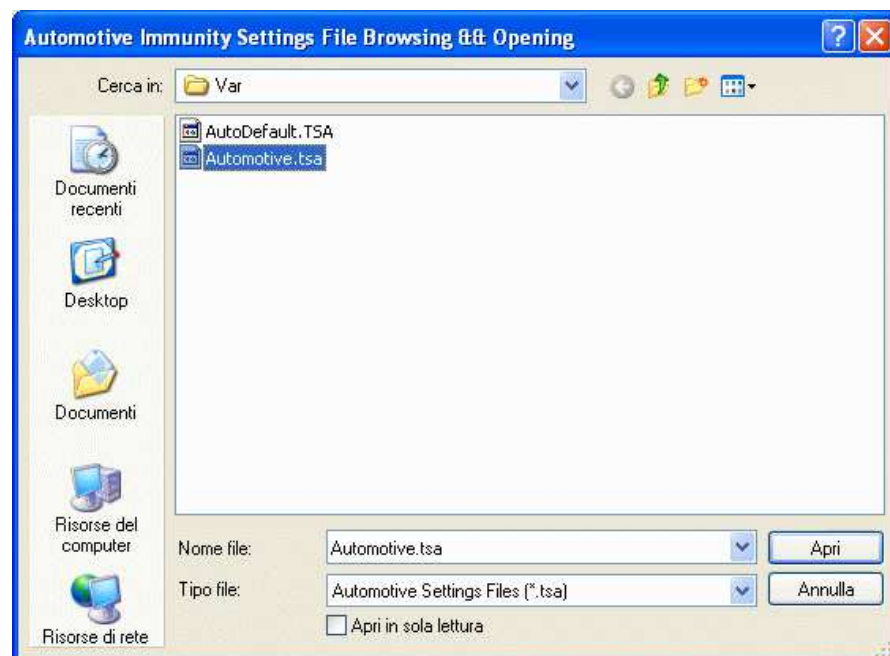 Automotive Immunity Settings File Browsing && Opening
Cerca in:
Var
AutoDefault.TSA
Automotive.tsa
Documenti
recenti
Desktop
Documenti
Risorse del
computer
Risorse di rete
Nome file:
Automotive.tsa
Apri
Tipo file:
Automotive Settings Files (*.tsa)
Annulla
Apri in sola lettura